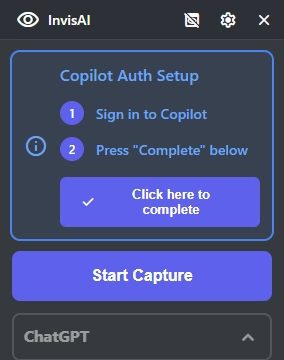 InvisAI
Copilot Auth Setup
1 Sign in to Copilot
2 Press "Complete" below
Click here to
complete
Start Capture
ChatGPT